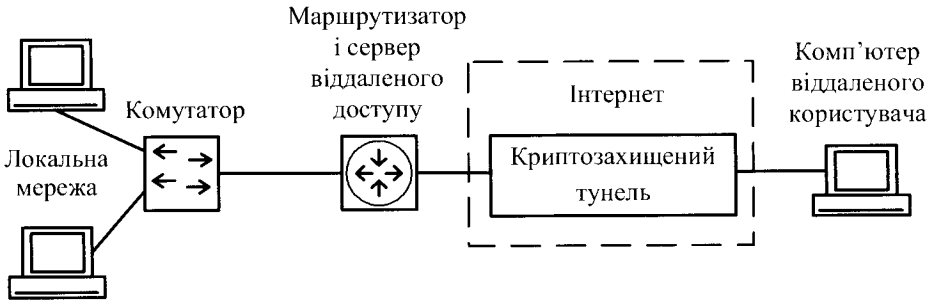 Маршрутизатор
і сервер
віддаленого
доступу
Комп’ютер
віддаленого
користувача
Інтернет
Комутатор
Локальна
мережа
Криптозахищений
тунель